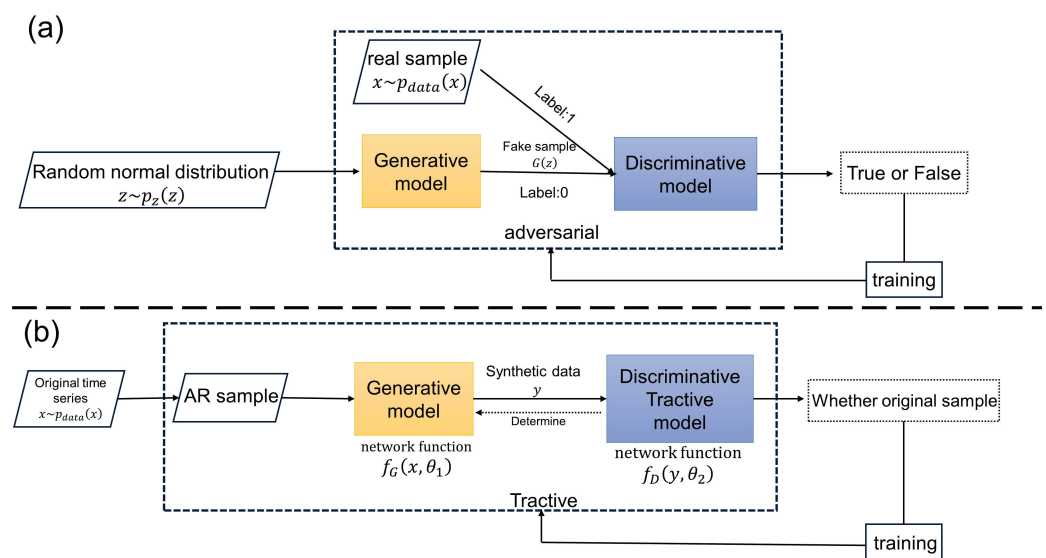 (a)
real sample
x~p_data(x)
Label:1
Random normal distribution
z~p_z(z)
Generative
model
Fake sample
G(z)
Label:0
Discriminative
model
True or False
adversarial
training
(b)
Original time
series
x~p_data(x)
AR sample
Generative
model
network function
f_G(x, θ_1)
Synthetic data
y
Determine
Discriminative
Tractive
model
network function
f_D(y, θ_2)
Whether original sample
Tractive
training